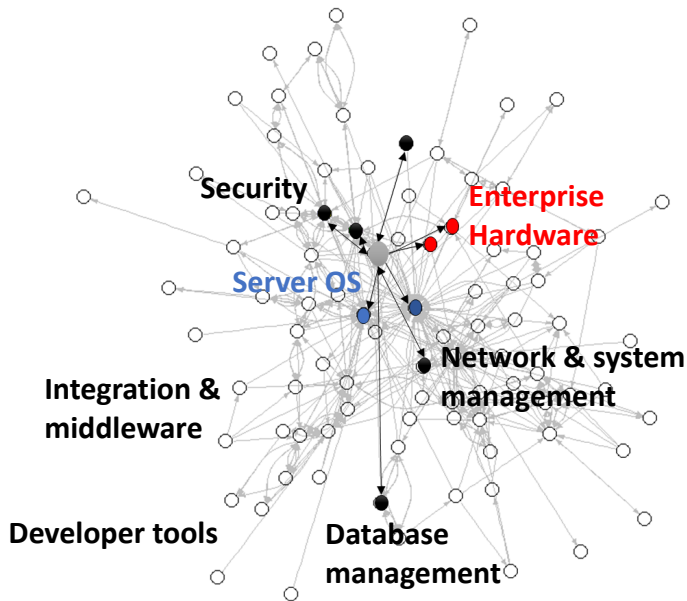 Security
Enterprise
Hardware
Server OS
Network & system
management
Integration &
middleware
Developer tools
Database
management